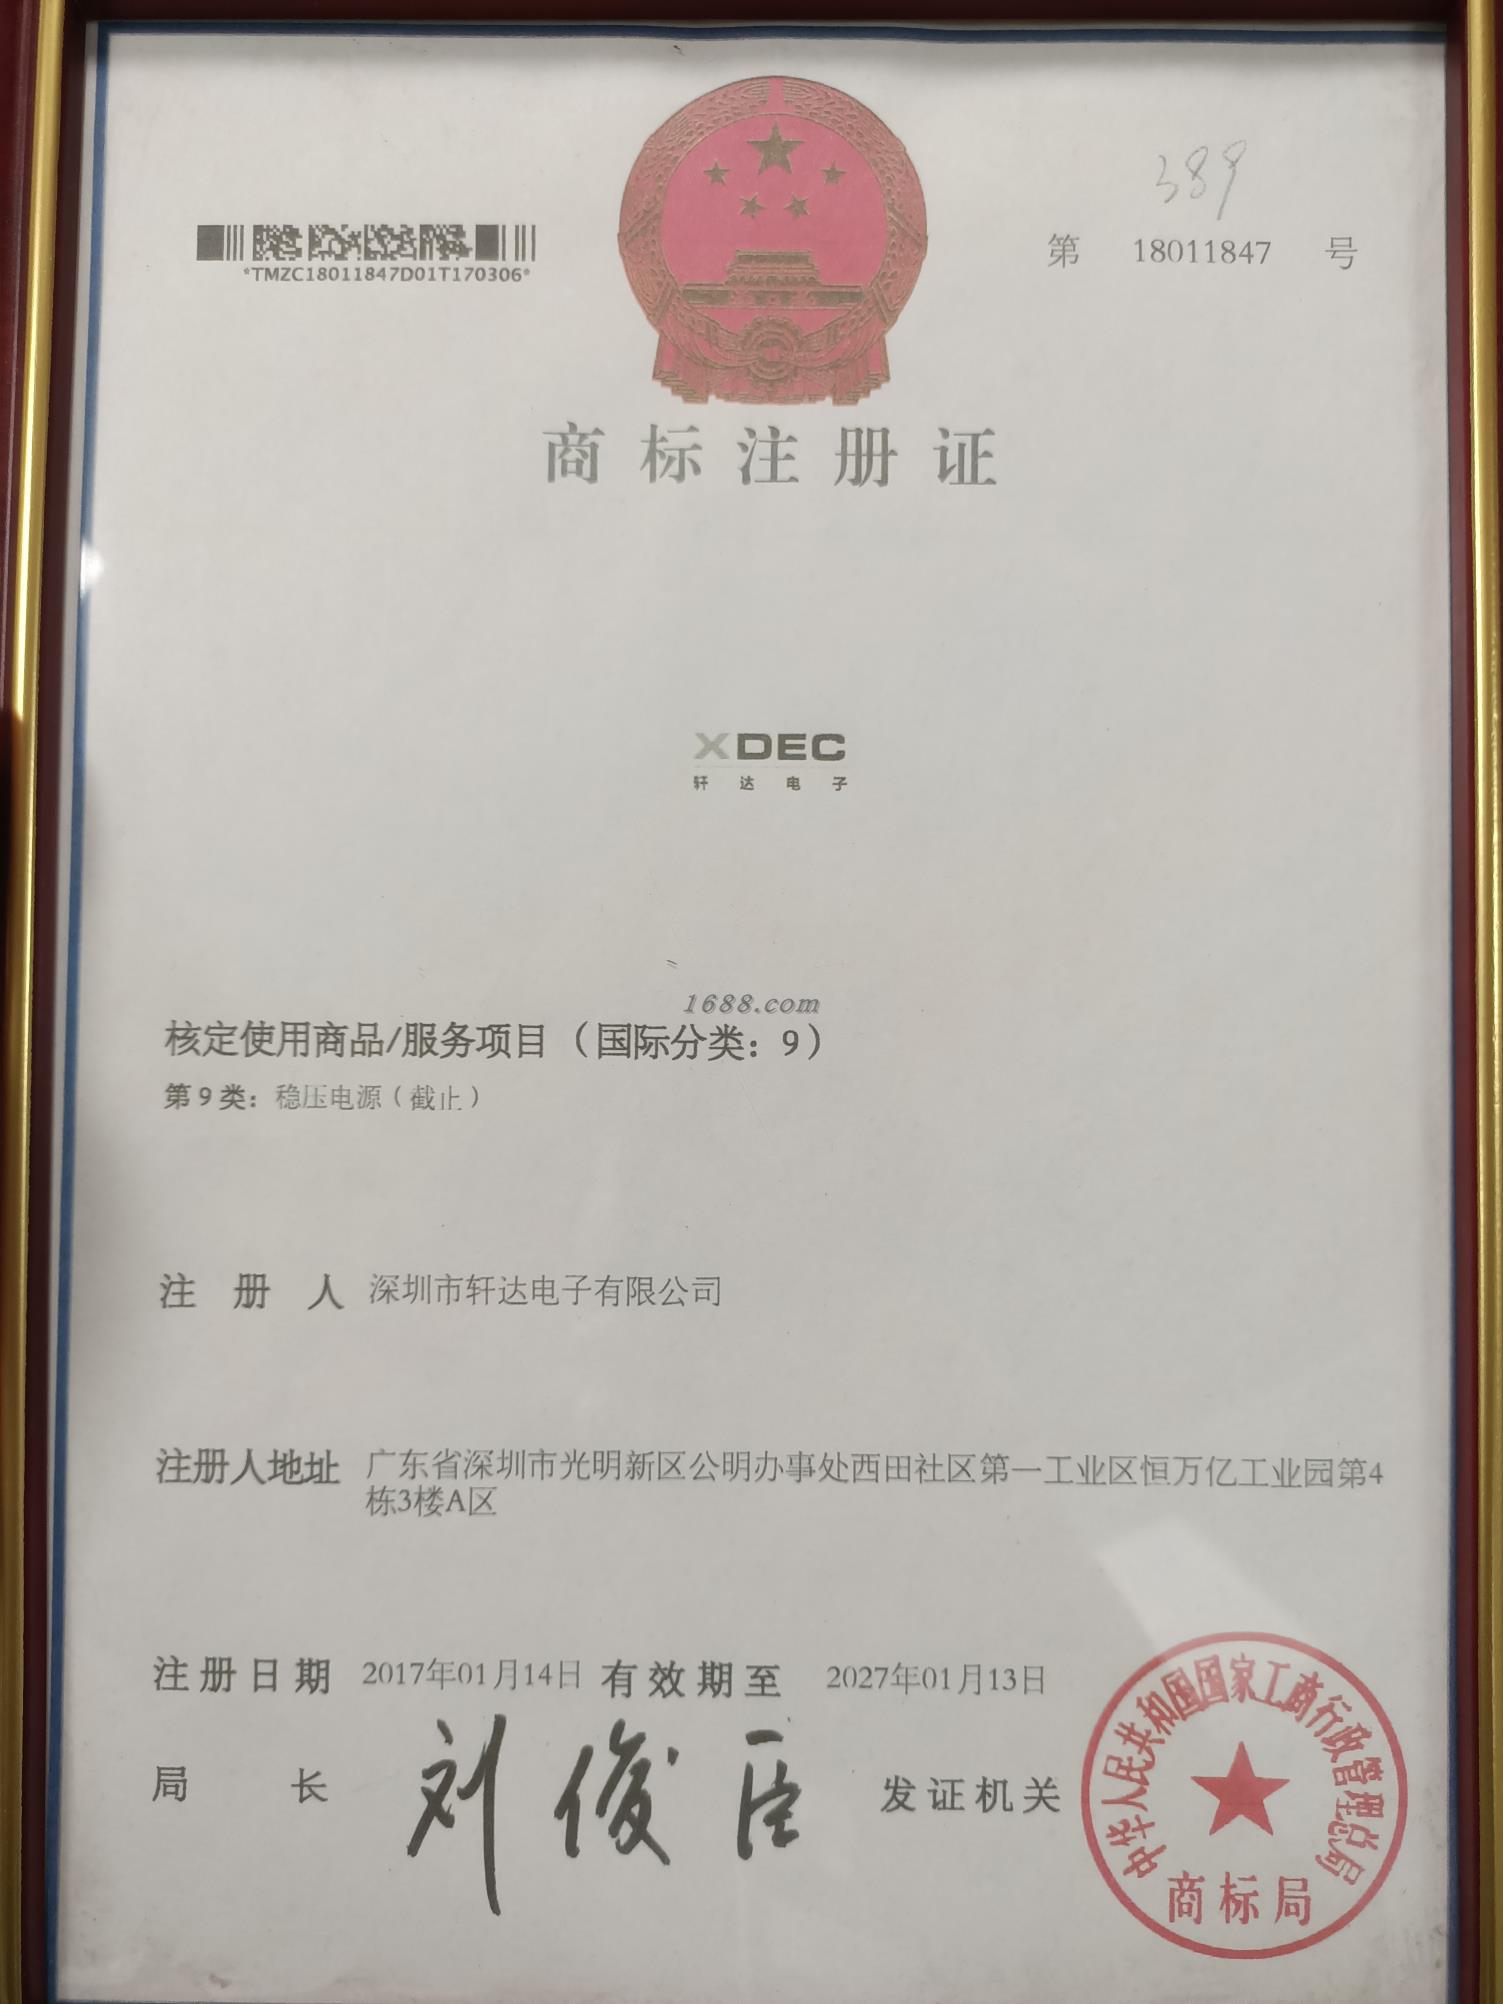 389
第 18011847 号
*TMZC18011847D01T170306*
商标注册证
XDEC
轩达电子
1688.com
核定使用商品/服务项目（国际分类：9）
第9类：稳压电源（截止）
注册人 深圳市轩达电子有限公司
注册人地址 广东省深圳市光明新区公明办事处西田社区第一工业区恒万亿工业园第4
栋3楼A区
注册日期 2017年01月14日 有效期至 2027年01月13日
局长 刘俊臣 发证机关
中华人民共和国国家工商行政管理总局
商标局